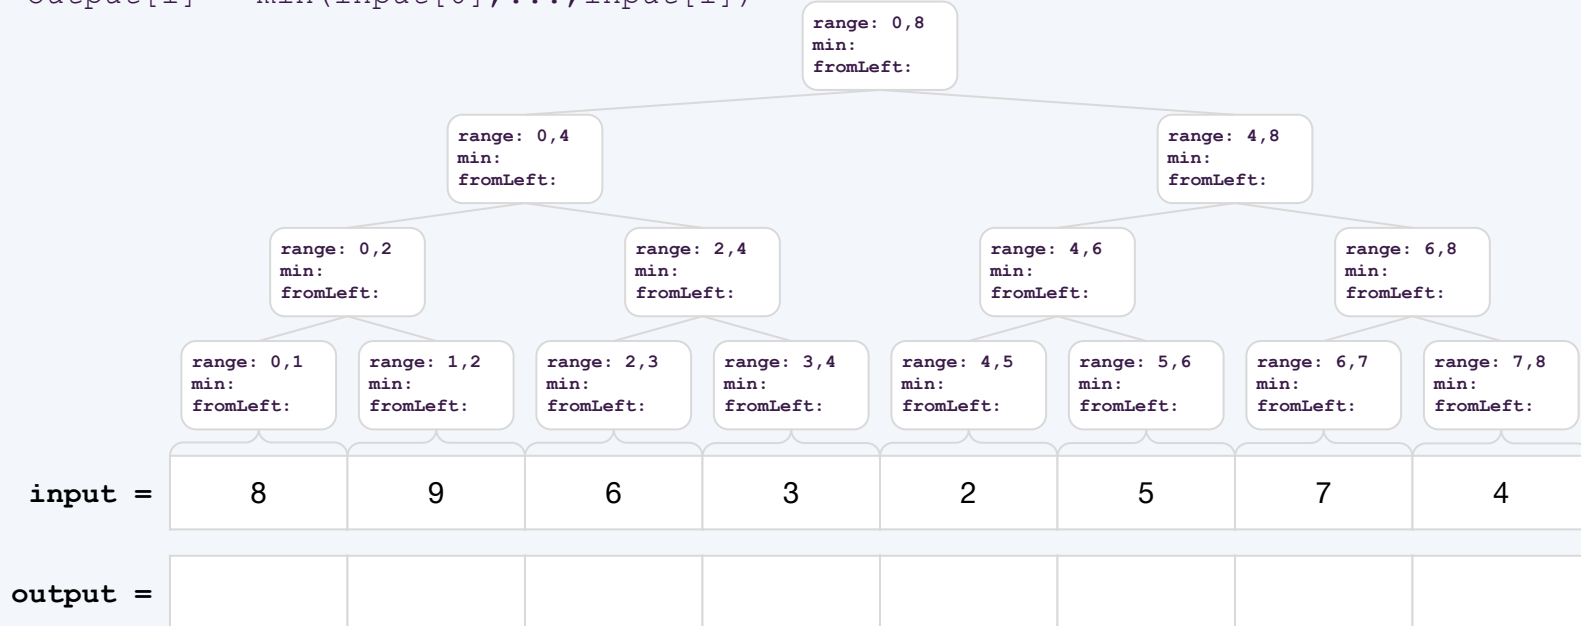 output[i] = min(input[0],...,input[i])
range: 0,8
min:
fromLeft:
range: 0,4
min:
fromLeft:
range: 4,8
min:
fromLeft:
range: 0,2
min:
fromLeft:
range: 2,4
min:
fromLeft:
range: 4,6
min:
fromLeft:
range: 6,8
min:
fromLeft:
range: 0,1
min:
fromLeft:
range: 1,2
min:
fromLeft:
range: 2,3
min:
fromLeft:
range: 3,4
min:
fromLeft:
range: 4,5
min:
fromLeft:
range: 5,6
min:
fromLeft:
range: 6,7
min:
fromLeft:
range: 7,8
min:
fromLeft:
input = 8 9 6 3 2 5 7 4
output =